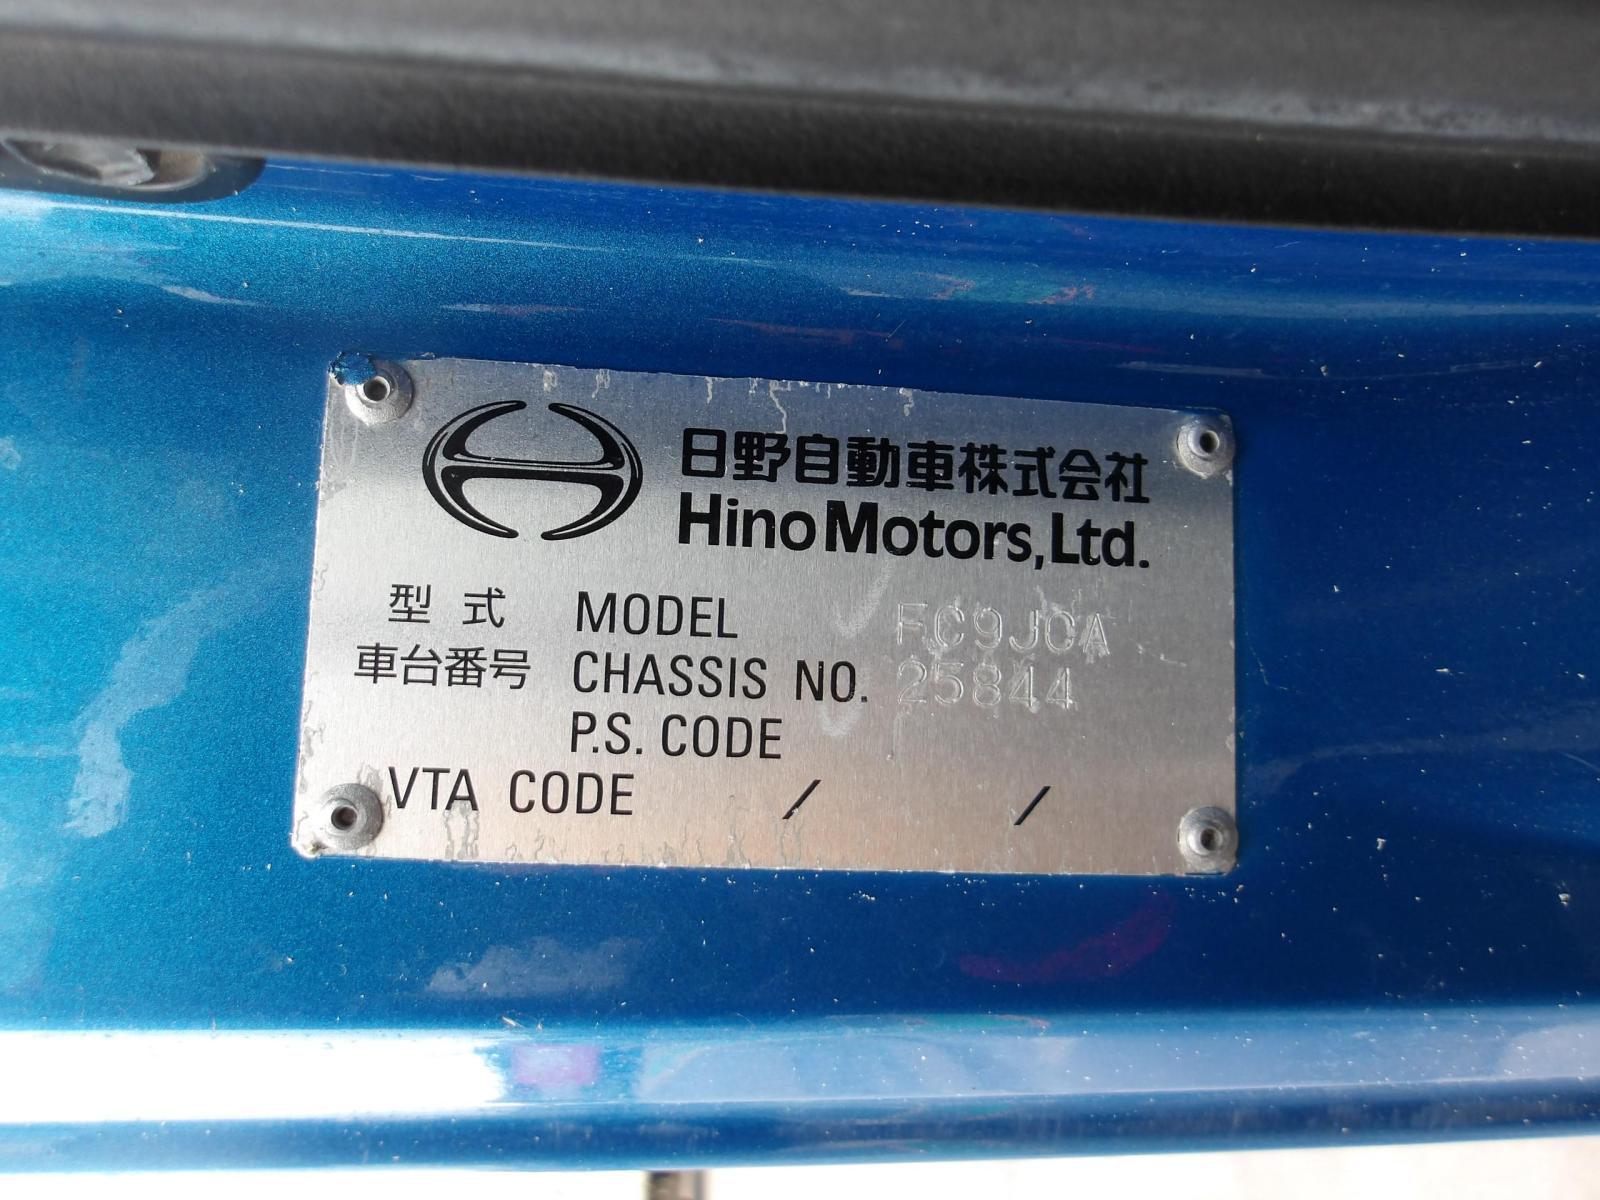 日野自動車株式会社
Hino Motors, Ltd.
型式 MODEL FC9JCA
車台番号 CHASSIS NO. 25844
P.S. CODE
VTA CODE / /